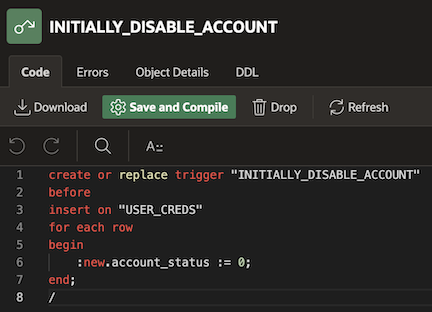 INITIALLY_DISABLE_ACCOUNT
Code Errors Object Details DDL
Download Save and Compile Drop Refresh
A
1 create or replace trigger "INITIALLY_DISABLE_ACCOUNT"
2 before
3 insert on "USER_CREDS"
4 for each row
5 begin
6 :new.account_status := 0;
7 end;
8 /